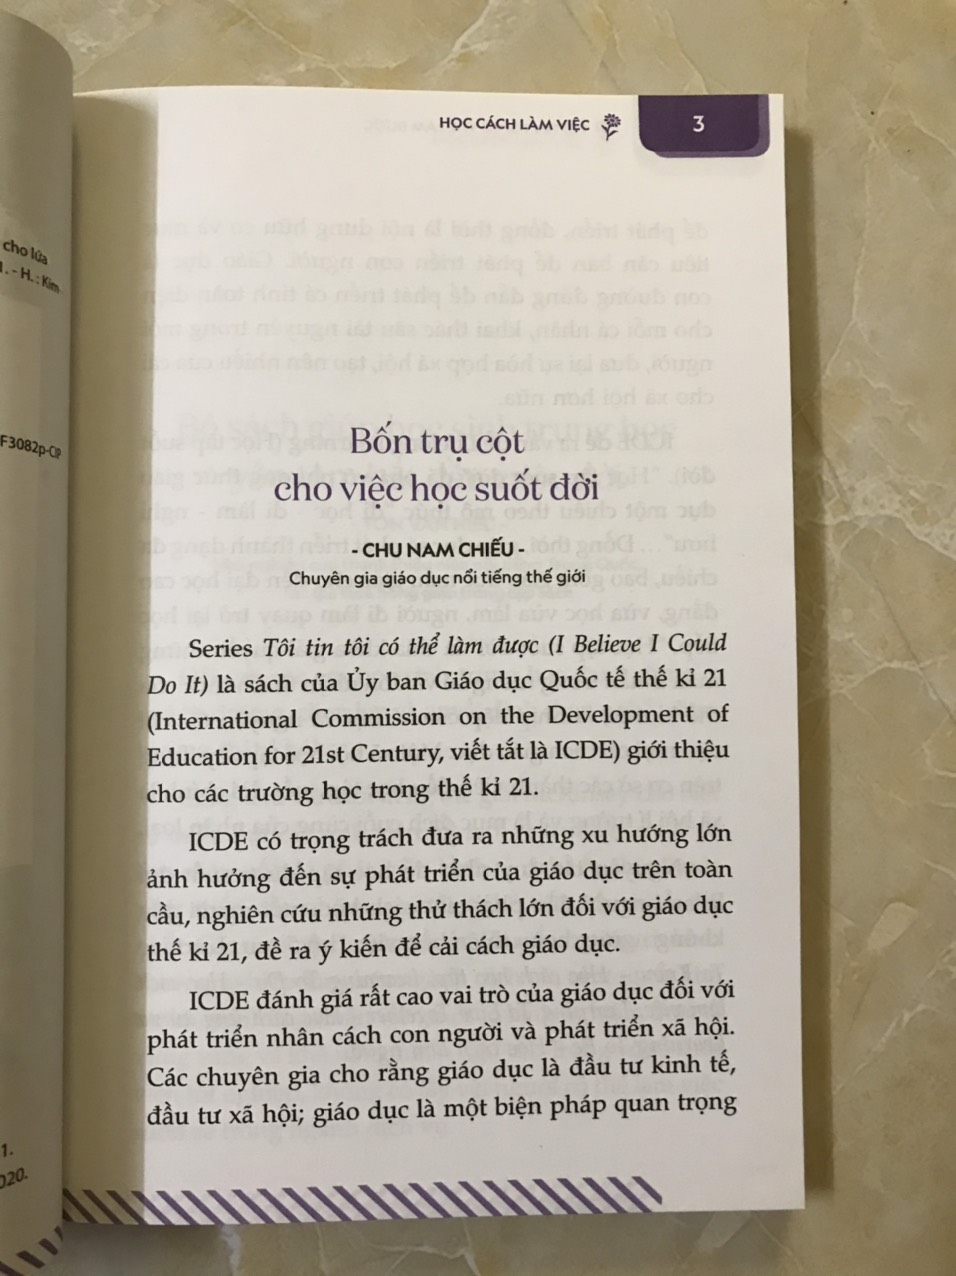 HỌC CÁCH LÀM VIỆC
3
cho lứa
- H. : Kim
F3082p-CIP
1.
020.
Bốn trụ cột
cho việc học suốt đời
- CHU NAM CHIẾU -
Chuyên gia giáo dục nổi tiếng thế giới
Series Tôi tin tôi có thể làm được (I Believe I Could
Do It) là sách của Ủy ban Giáo dục Quốc tế thế kỉ 21
(International Commission on the Development of
Education for 21st Century, viết tắt là ICDE) giới thiệu
cho các trường học trong thế kỉ 21.
ICDE có trọng trách đưa ra những xu hướng lớn
ảnh hưởng đến sự phát triển của giáo dục trên toàn
cầu, nghiên cứu những thử thách lớn đối với giáo dục
thế kỉ 21, đề ra ý kiến để cải cách giáo dục.
ICDE đánh giá rất cao vai trò của giáo dục đối với
phát triển nhân cách con người và phát triển xã hội.
Các chuyên gia cho rằng giáo dục là đầu tư kinh tế,
đầu tư xã hội; giáo dục là một biện pháp quan trọng